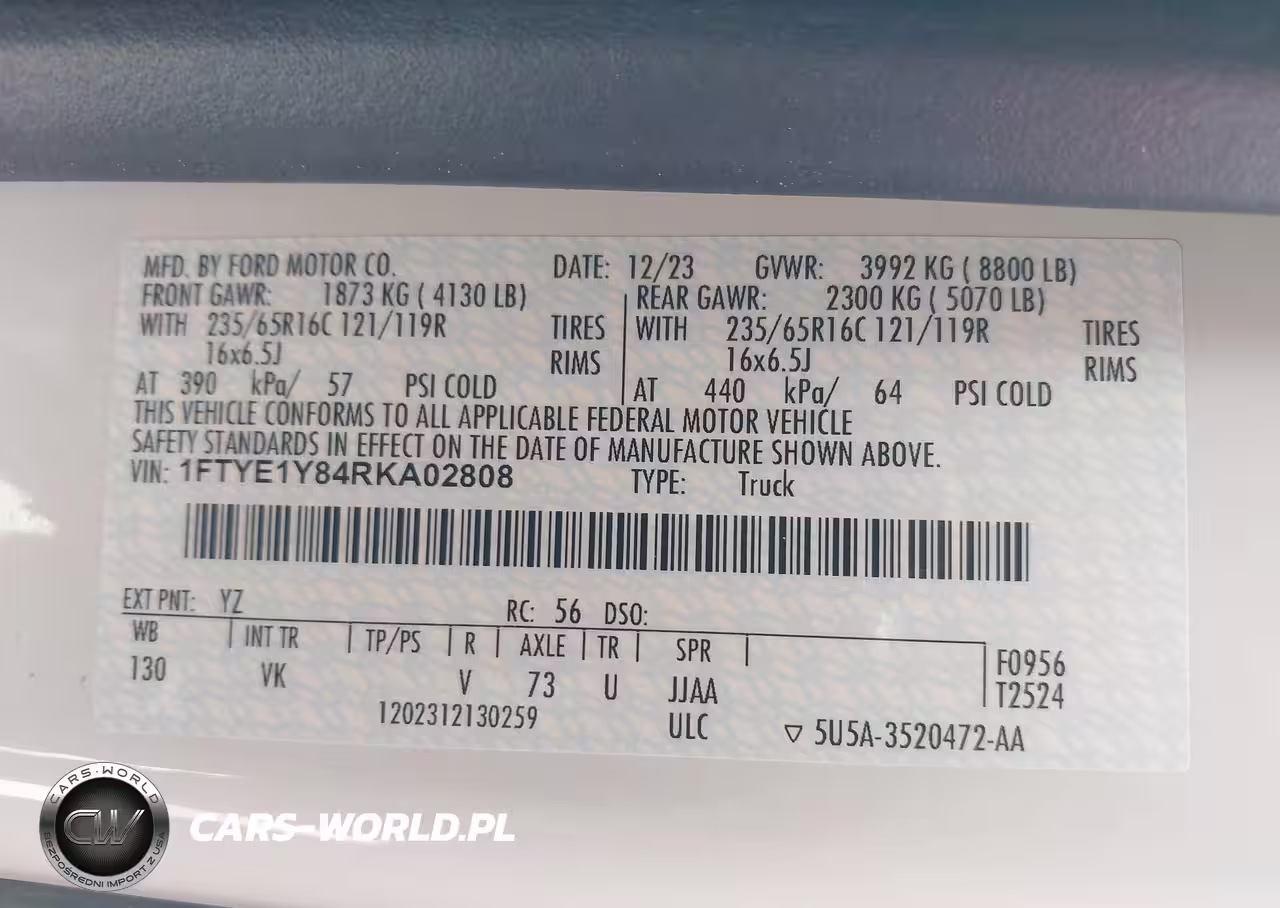 MFD. BY FORD MOTOR CO. DATE: 12/23 GVWR: 3992 KG ( 8800 LB)
FRONT GAWR: 1873 KG ( 4130 LB) REAR GAWR: 2300 KG ( 5070 LB)
WITH 235/65R16C 121/119R TIRES WITH 235/65R16C 121/119R TIRES
16x6.5J RIMS 16x6.5J RIMS
AT 390 kPa/ 57 PSI COLD AT 440 kPa/ 64 PSI COLD
THIS VEHICLE CONFORMS TO ALL APPLICABLE FEDERAL MOTOR VEHICLE
SAFETY STANDARDS IN EFFECT ON THE DATE OF MANUFACTURE SHOWN ABOVE.
VIN: 1FTYE1Y84RKA02808 TYPE: Truck
EXT PNT: YZ RC: 56 DSO:
WB INT TR TP/PS R AXLE TR SPR F0956
130 VK V 73 U JJAA T2524
1202312130259 ULC ▽ 5U5A-3520472-AA
CARS-WORLD
CW
BEZPOŚREDNI IMPORT Z USA
CARS-WORLD.PL